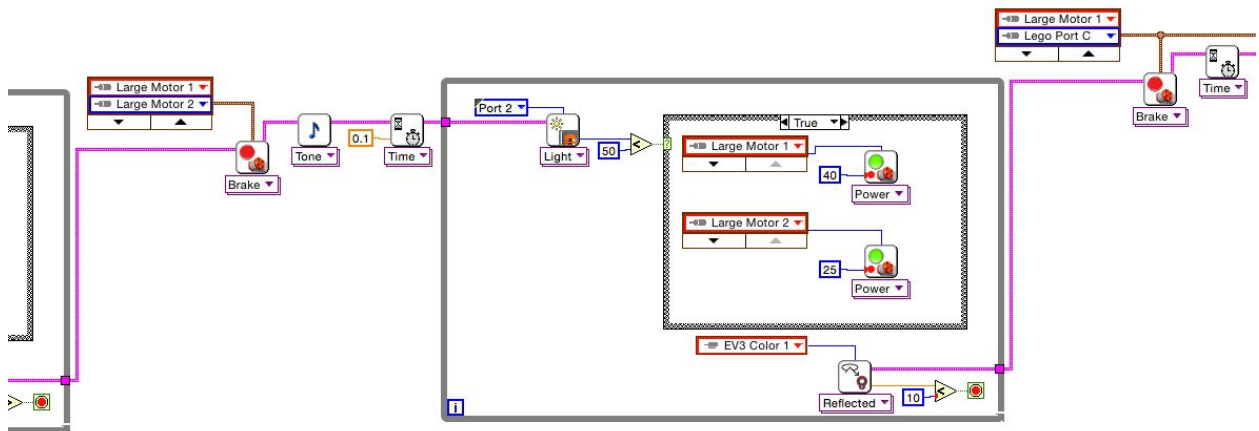 Large Motor 1
Large Motor 2
Brake
Tone
0.1
Time
Port 2
Light
50
<
?
True
Large Motor 1
40
Power
Large Motor 2
25
Power
EV3 Color 1
Reflected
10
<
i
>
Large Motor 1
Lego Port C
Brake
Time